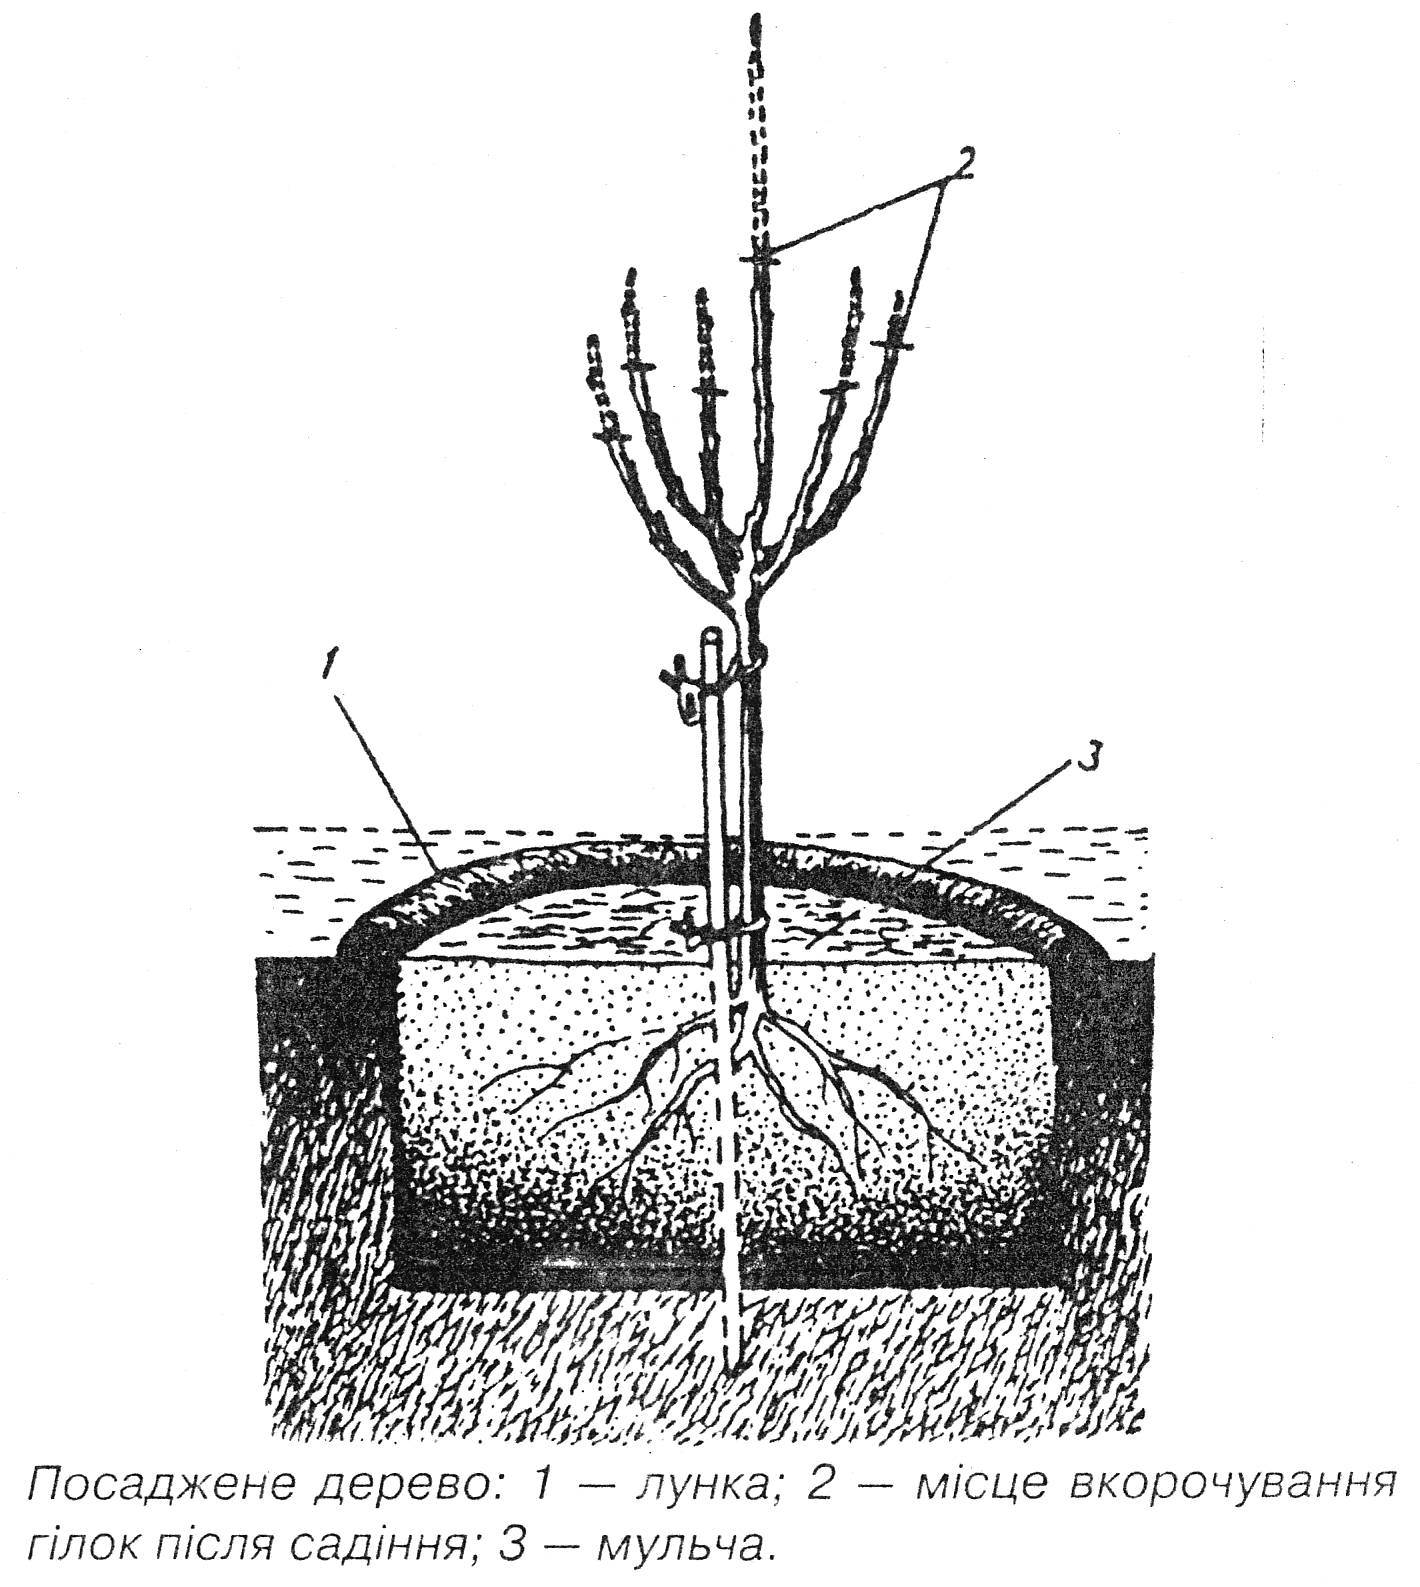 2
1
3
Посаджене дерево: 1 — лунка; 2 — місце вкорочування
гілок після садіння; 3 — мульча.